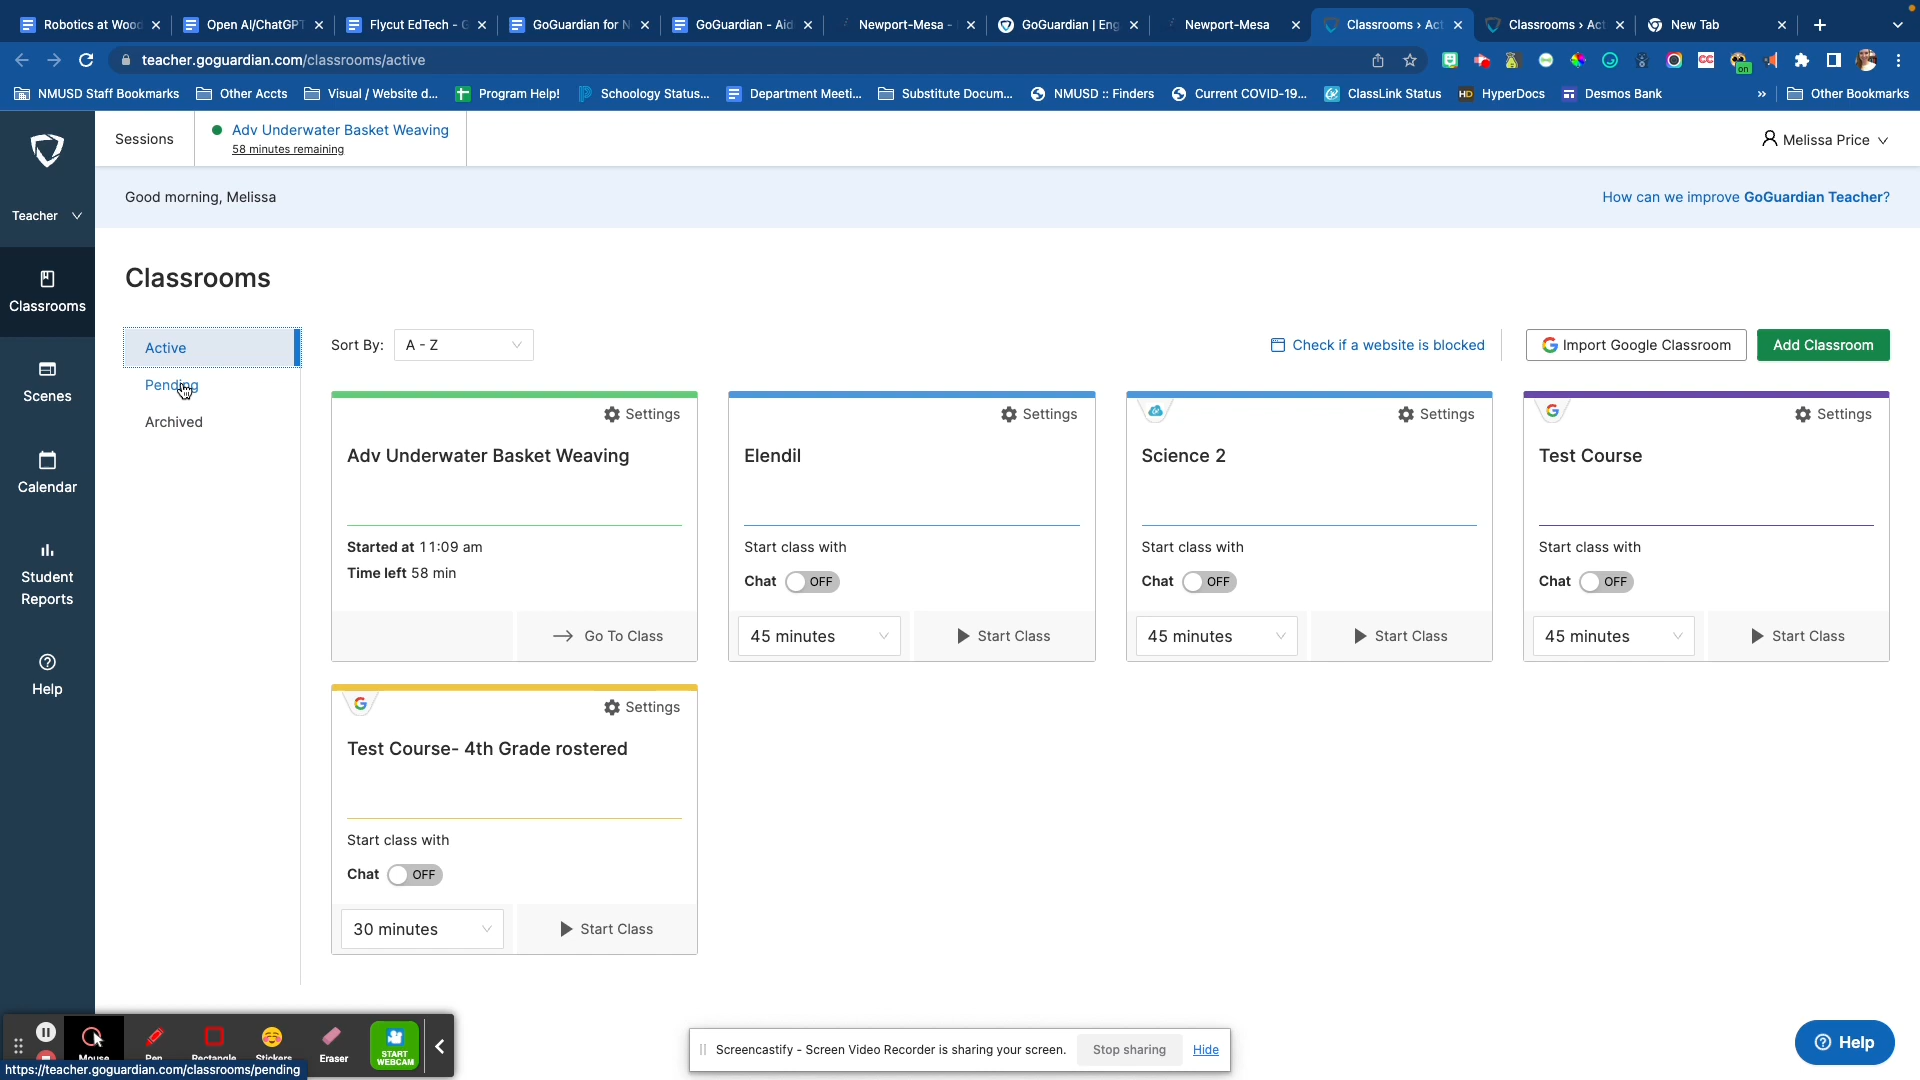 Robotics at Wood
Open AI/ChatGPT
Flycut EdTech - G
GoGuardian for N
GoGuardian - Aid
Newport-Mesa -
GoGuardian | Eng
Newport-Mesa
Classrooms › Act
Classrooms › Act
New Tab
teacher.goguardian.com/classrooms/active
CC
on
NMUSD Staff Bookmarks
Other Accts
Visual / Website d...
Program Help!
Schoology Status...
Department Meeti...
Substitute Docum...
NMUSD :: Finders
Current COVID-19...
ClassLink Status
HD HyperDocs
Desmos Bank
»
Other Bookmarks
Sessions
Adv Underwater Basket Weaving
58 minutes remaining
Melissa Price
Teacher
Good morning, Melissa
How can we improve GoGuardian Teacher?
Classrooms
Classrooms
Scenes
Calendar
Student
Reports
Help
Active
Pending
Archived
Sort By:
A - Z
Check if a website is blocked
Import Google Classroom
Add Classroom
Settings
Adv Underwater Basket Weaving
Started at 11:09 am
Time left 58 min
Go To Class
Settings
Elendil
Start class with
Chat OFF
45 minutes
Start Class
Settings
Science 2
Start class with
Chat OFF
45 minutes
Start Class
Settings
Test Course
Start class with
Chat OFF
45 minutes
Start Class
Settings
Test Course- 4th Grade rostered
Start class with
Chat OFF
30 minutes
Start Class
Mouse
Pen
Rectangle
Stickers
Eraser
START
WEBCAM
https://teacher.goguardian.com/classrooms/pending
Screencastify - Screen Video Recorder is sharing your screen.
Stop sharing
Hide
Help